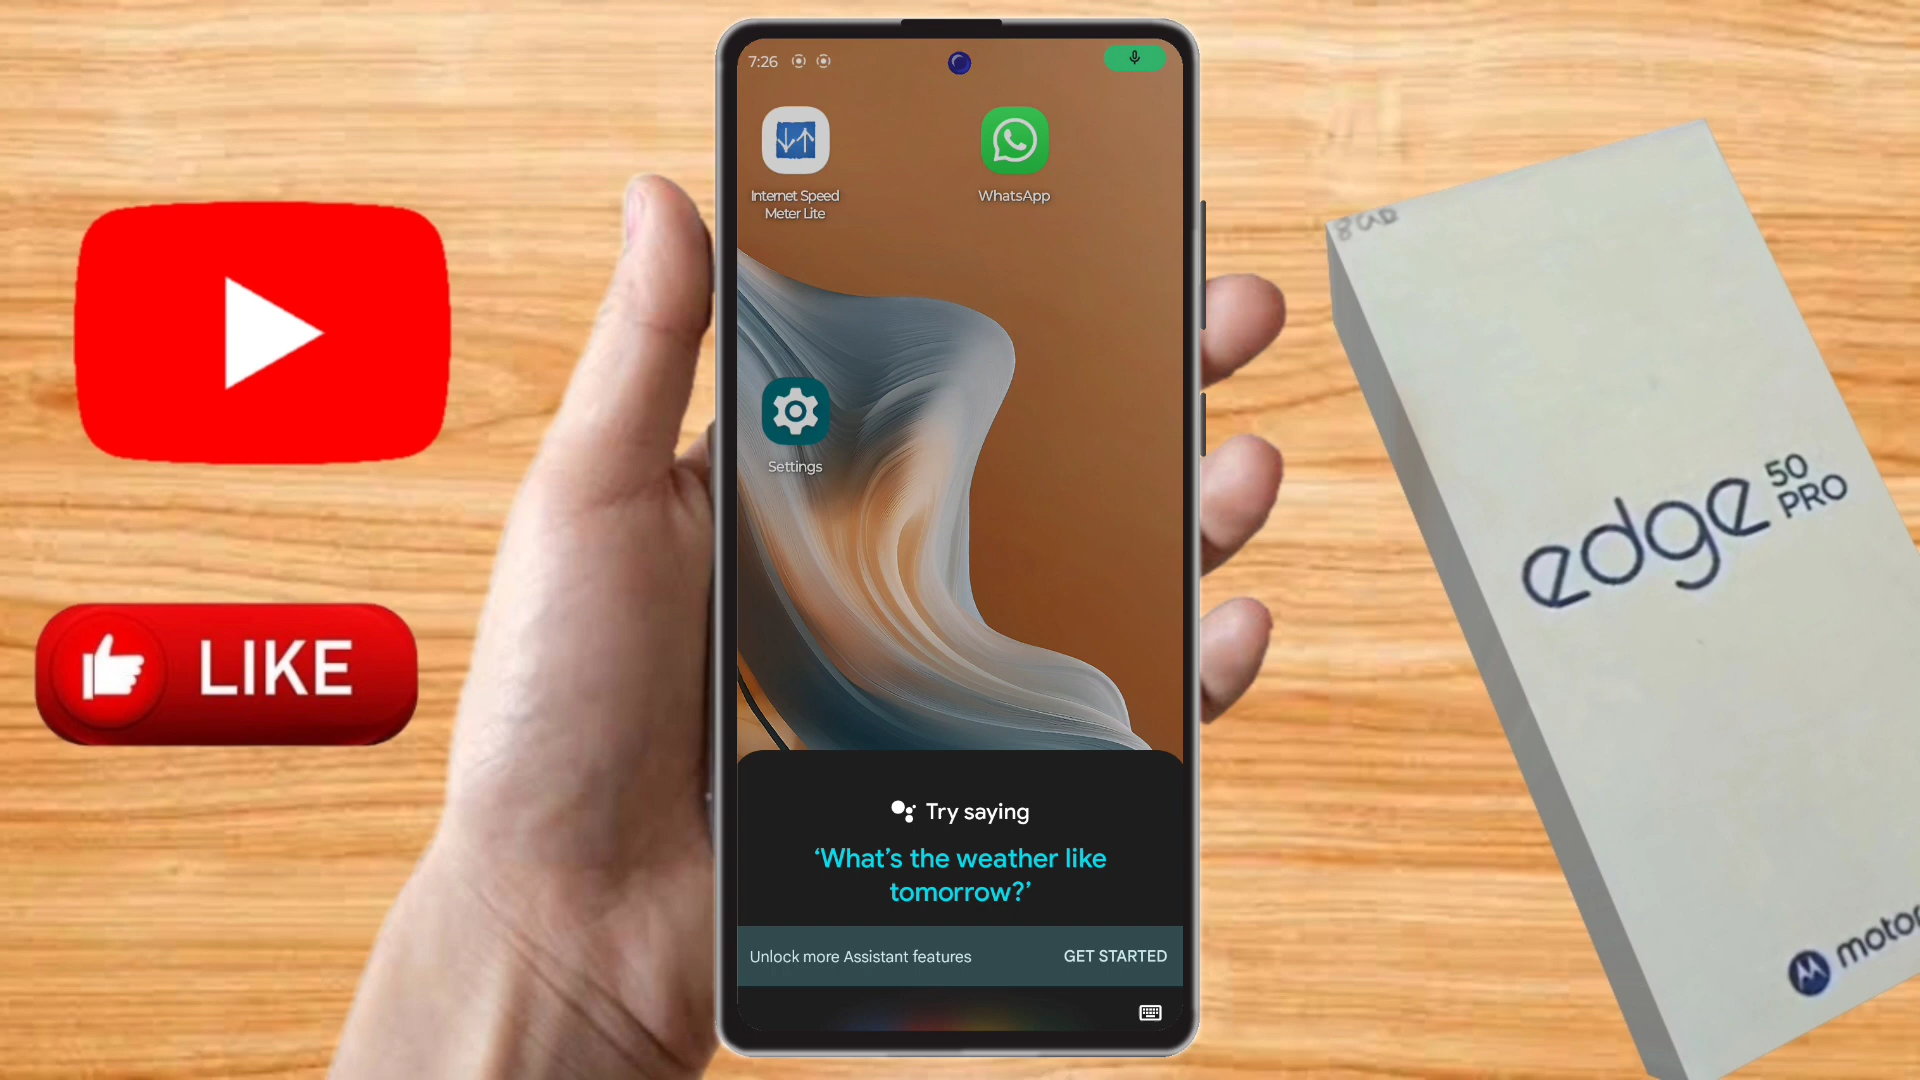 7:26
Internet Speed
Meter Lite
WhatsApp
Settings
Try saying
‘What’s the weather like
tomorrow?’
Unlock more Assistant features
GET STARTED
LIKE
edge 50
PRO